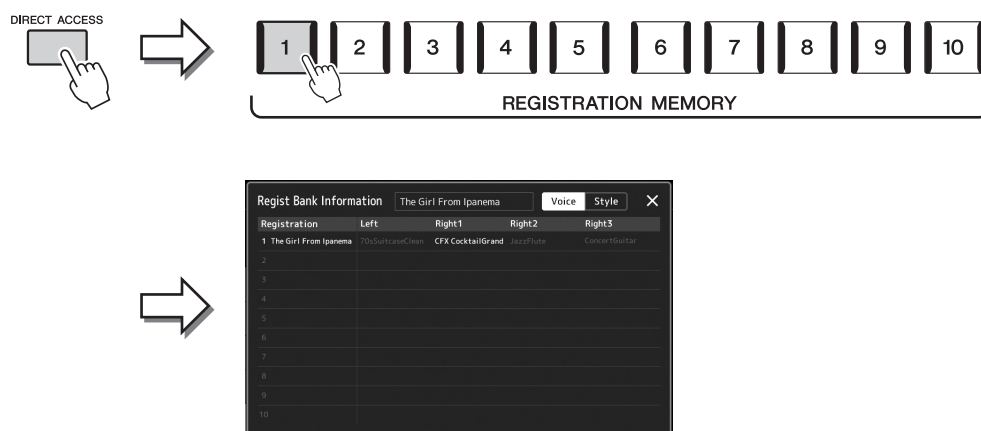 DIRECT ACCESS
1 2 3 4 5 6 7 8 9 10
REGISTRATION MEMORY
Regist Bank Information The Girl From Ipanema Voice Style ×
Registration Left Right1 Right2 Right3
1 The Girl From Ipanema 70sSuitcaseClean CFX CocktailGrand JazzFlute ConcertGuitar
2
3
4
5
6
7
8
9
10